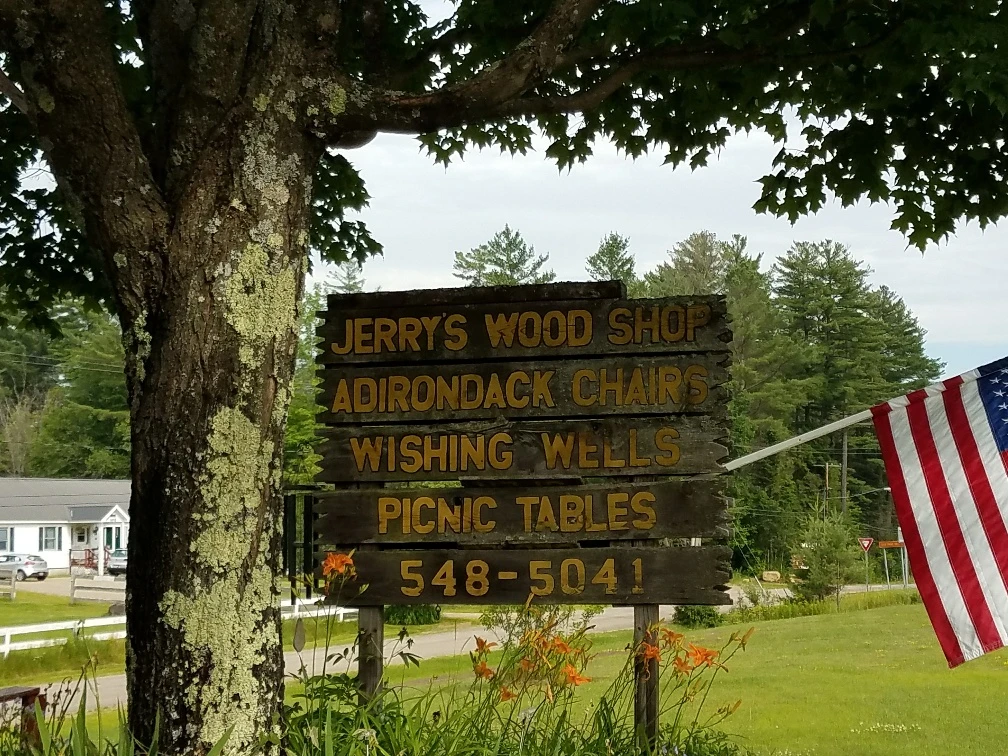 JERRY'S WOOD SHOP
ADIRONDACK CHAIRS
WISHING WELLS
PICNIC TABLES
548-5041